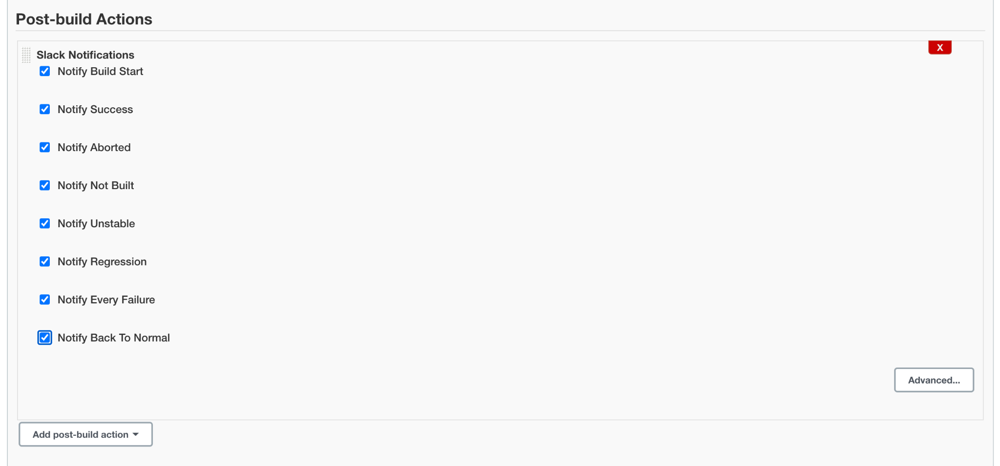 Post-build Actions
X
Slack Notifications
Notify Build Start
Notify Success
Notify Aborted
Notify Not Built
Notify Unstable
Notify Regression
Notify Every Failure
Notify Back To Normal
Advanced...
Add post-build action